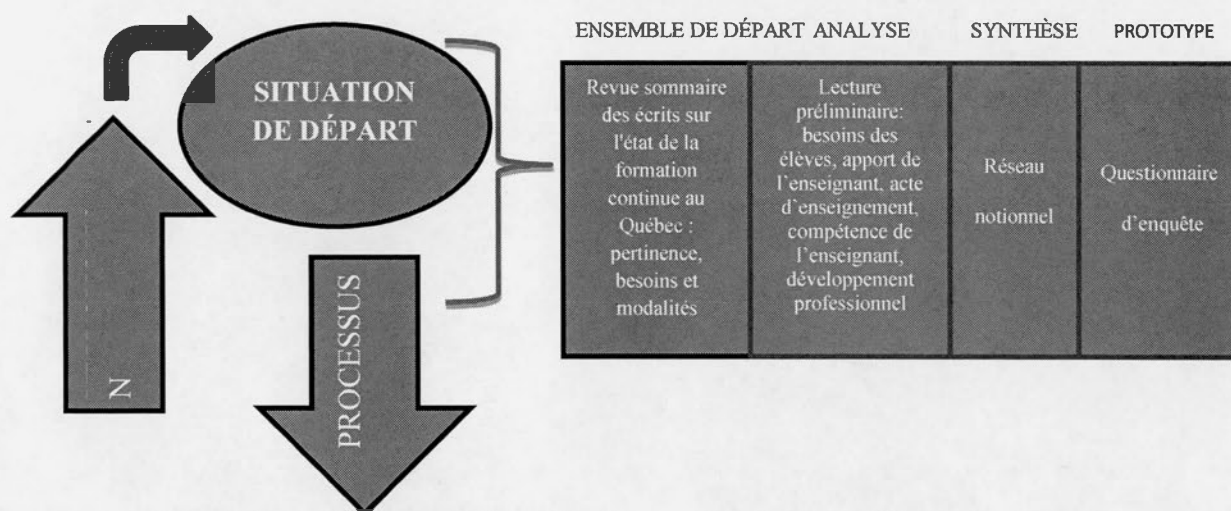 ENSEMBLE DE DÉPART ANALYSE SYNTHÈSE PROTOTYPE
SITUATION
DE DÉPART
Revue sommaire
des écrits sur
l'état de la
formation
continue au
Québec :
pertinence,
besoins et
modalités
Lecture
préliminaire:
besoins des
élèves, apport de
l'enseignant, acte
d'enseignement,
compétence de
l'enseignant,
développement
professionnel
Réseau
notionnel
Questionnaire
d'enquête
PROCESSUS
N